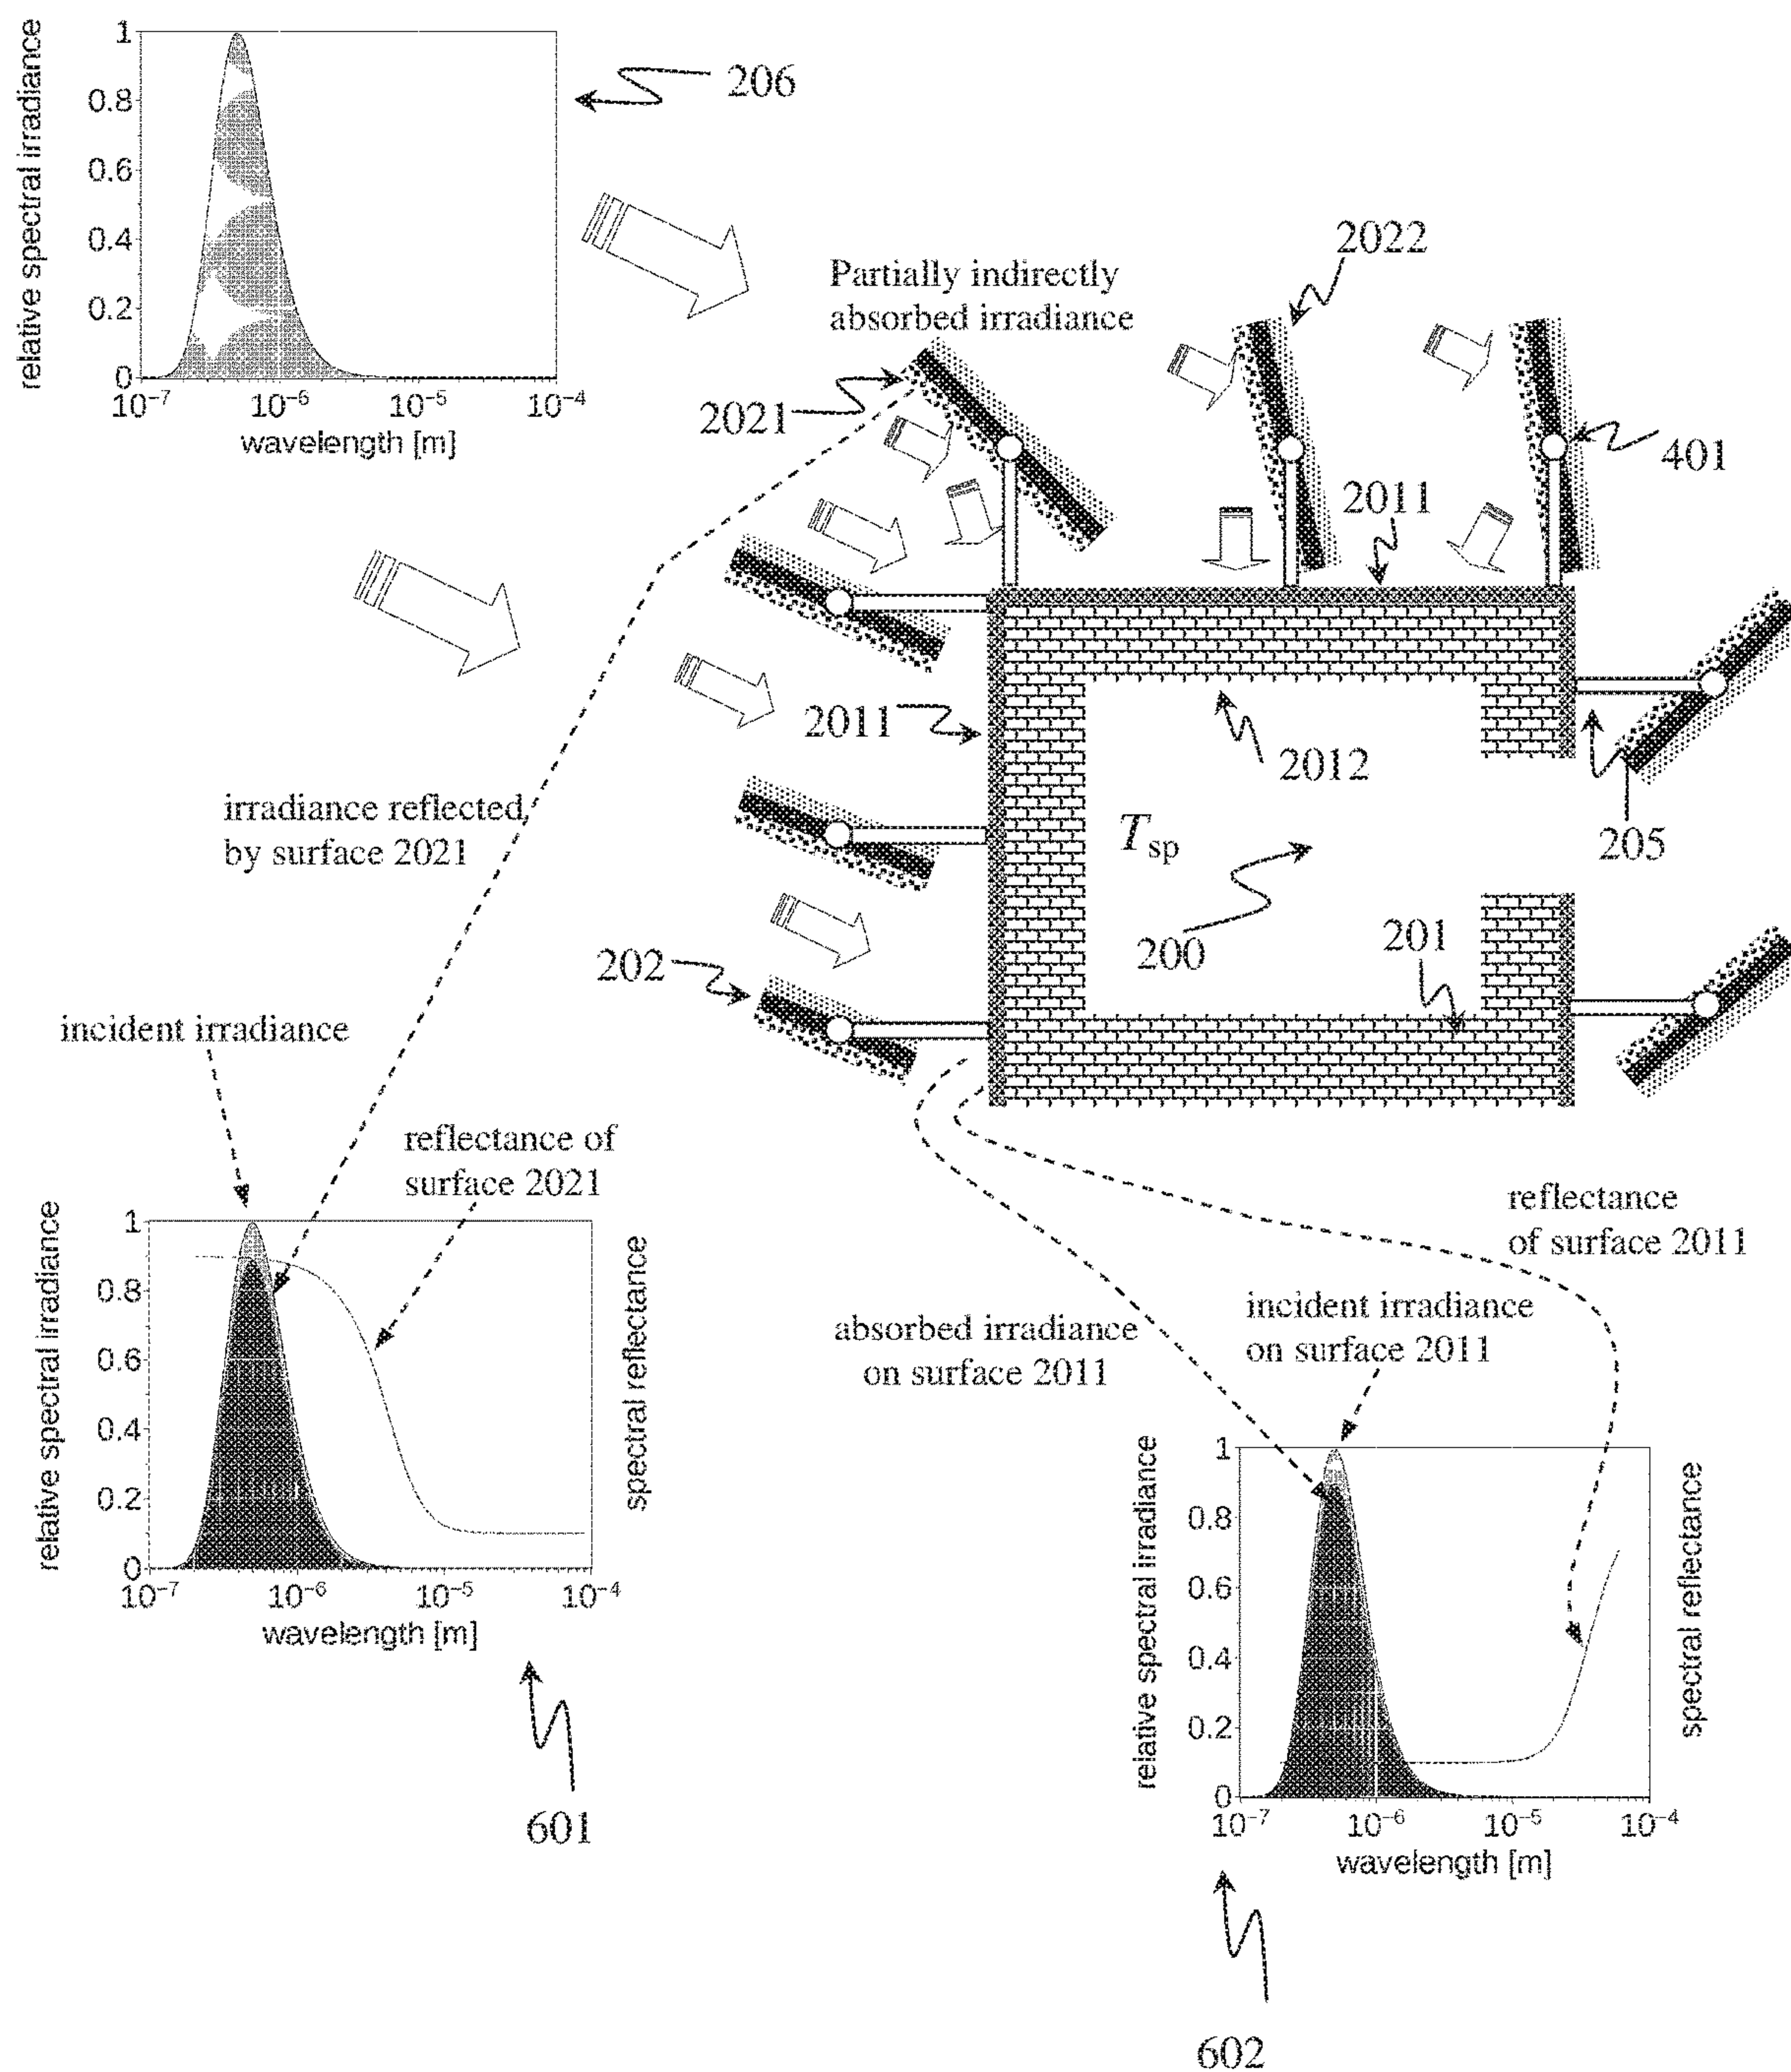 relative spectral irradiance
1
0.8
0.6
0.4
0.2
0
10⁻⁷ 10⁻⁶ 10⁻⁵ 10⁻⁴
wavelength [m]
206
Partially indirectly
absorbed irradiance
2022
2021
401
2011
2011
2012
T sp
205
200
201
202
irradiance reflected
by surface 2021
incident irradiance
reflectance of
surface 2021
relative spectral irradiance
1
0.8
0.6
0.4
0.2
0
10⁻⁷ 10⁻⁶ 10⁻⁵ 10⁻⁴
wavelength [m]
spectral reflectance
601
reflectance
of surface 2011
incident irradiance
on surface 2011
absorbed irradiance
on surface 2011
relative spectral irradiance
1
0.8
0.6
0.4
0.2
0
10⁻⁷ 10⁻⁶ 10⁻⁵ 10⁻⁴
wavelength [m]
spectral reflectance
602